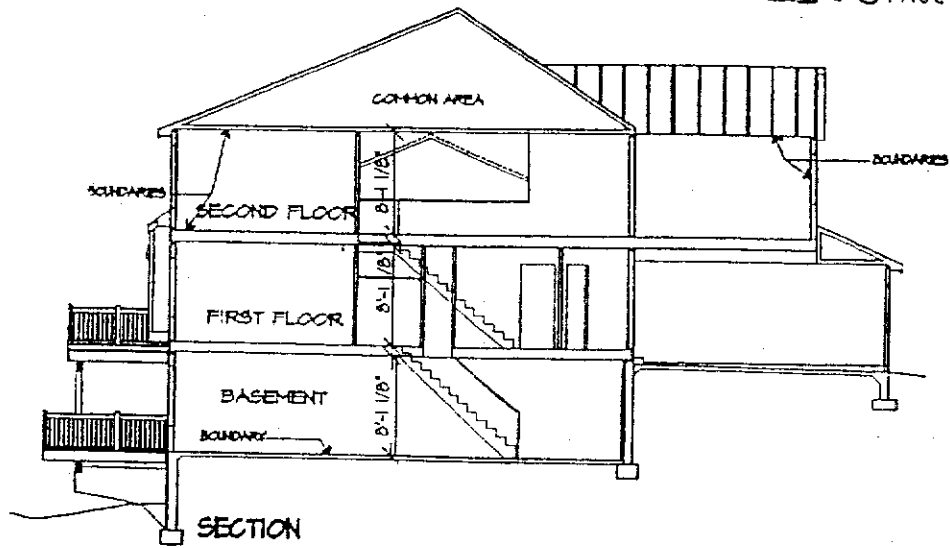 COMMON AREA
BOUNDARIES
BOUNDARIES
8'-1 1/8"
SECOND FLOOR
8'-1 1/8"
FIRST FLOOR
BASEMENT
8'-1 1/8"
BOUNDARY
SECTION